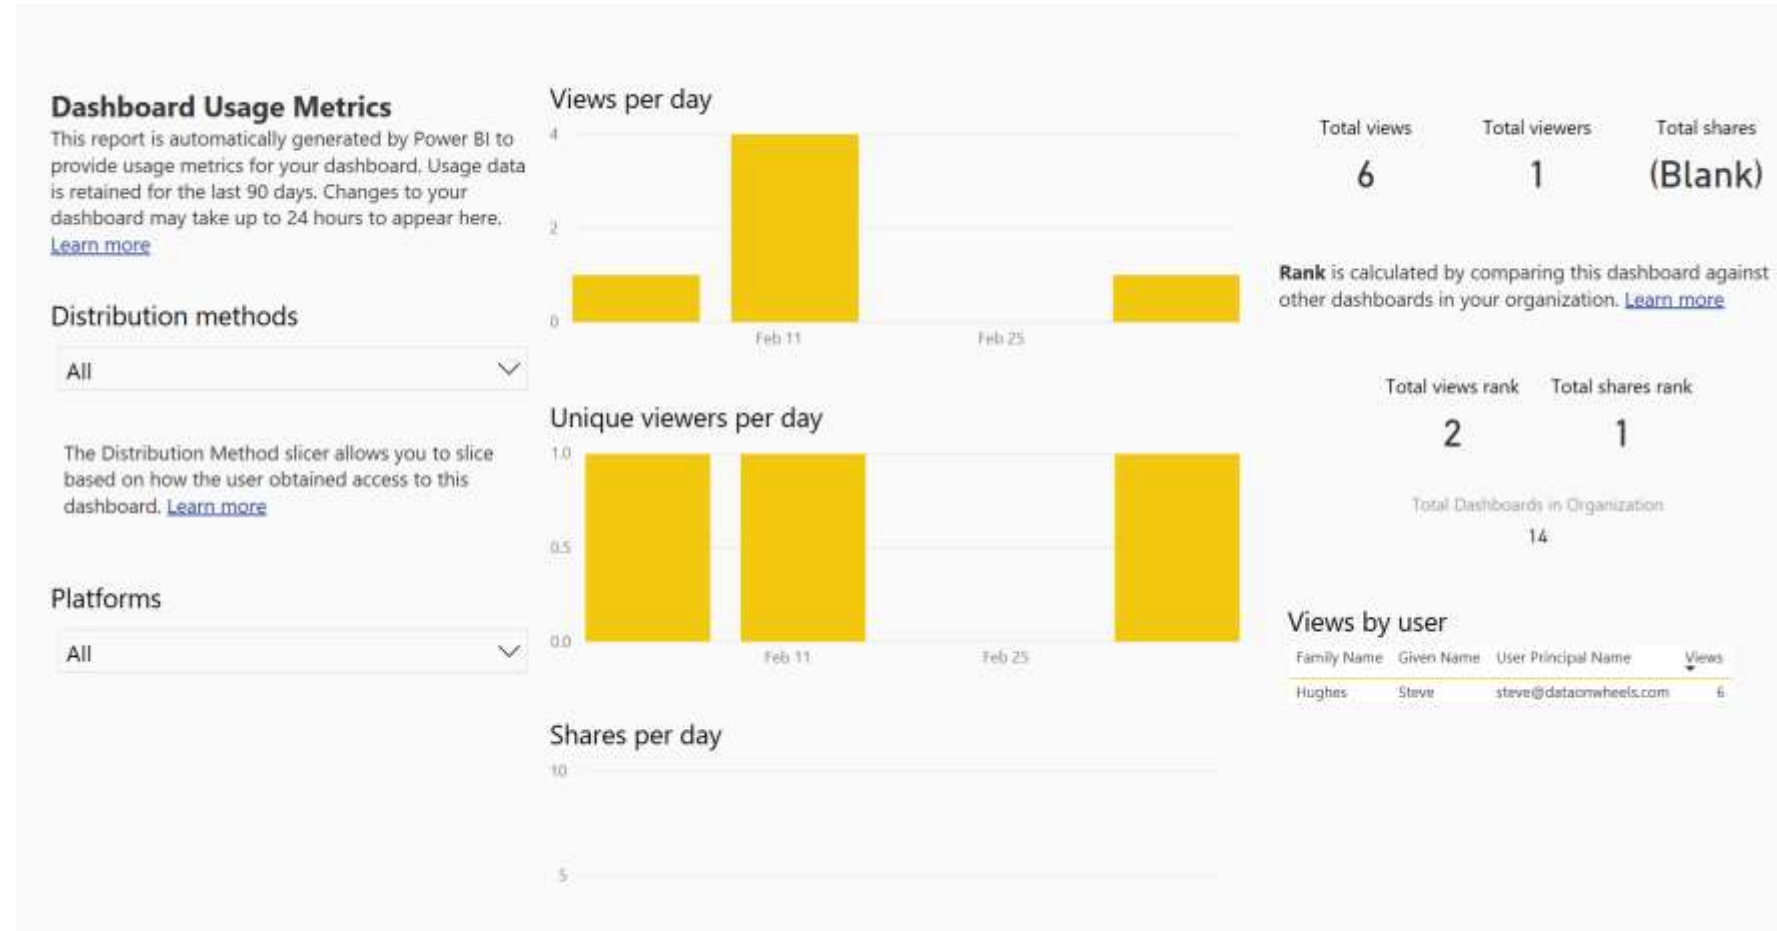 Dashboard Usage Metrics
This report is automatically generated by Power BI to
provide usage metrics for your dashboard. Usage data
is retained for the last 90 days. Changes to your
dashboard may take up to 24 hours to appear here.
Learn more
Distribution methods
All
The Distribution Method slicer allows you to slice
based on how the user obtained access to this
dashboard. Learn more
Platforms
All
Views per day
4
2
0
Feb 11 Feb 25
Unique viewers per day
1.0
0.5
0.0
Feb 11 Feb 25
Shares per day
10
5
Total views Total viewers Total shares
6 1 (Blank)
Rank is calculated by comparing this dashboard against
other dashboards in your organization. Learn more
Total views rank Total shares rank
2 1
Total Dashboards in Organization
14
Views by user
Family Name Given Name User Principal Name Views
Hughes Steve steve@dataonwheels.com 6